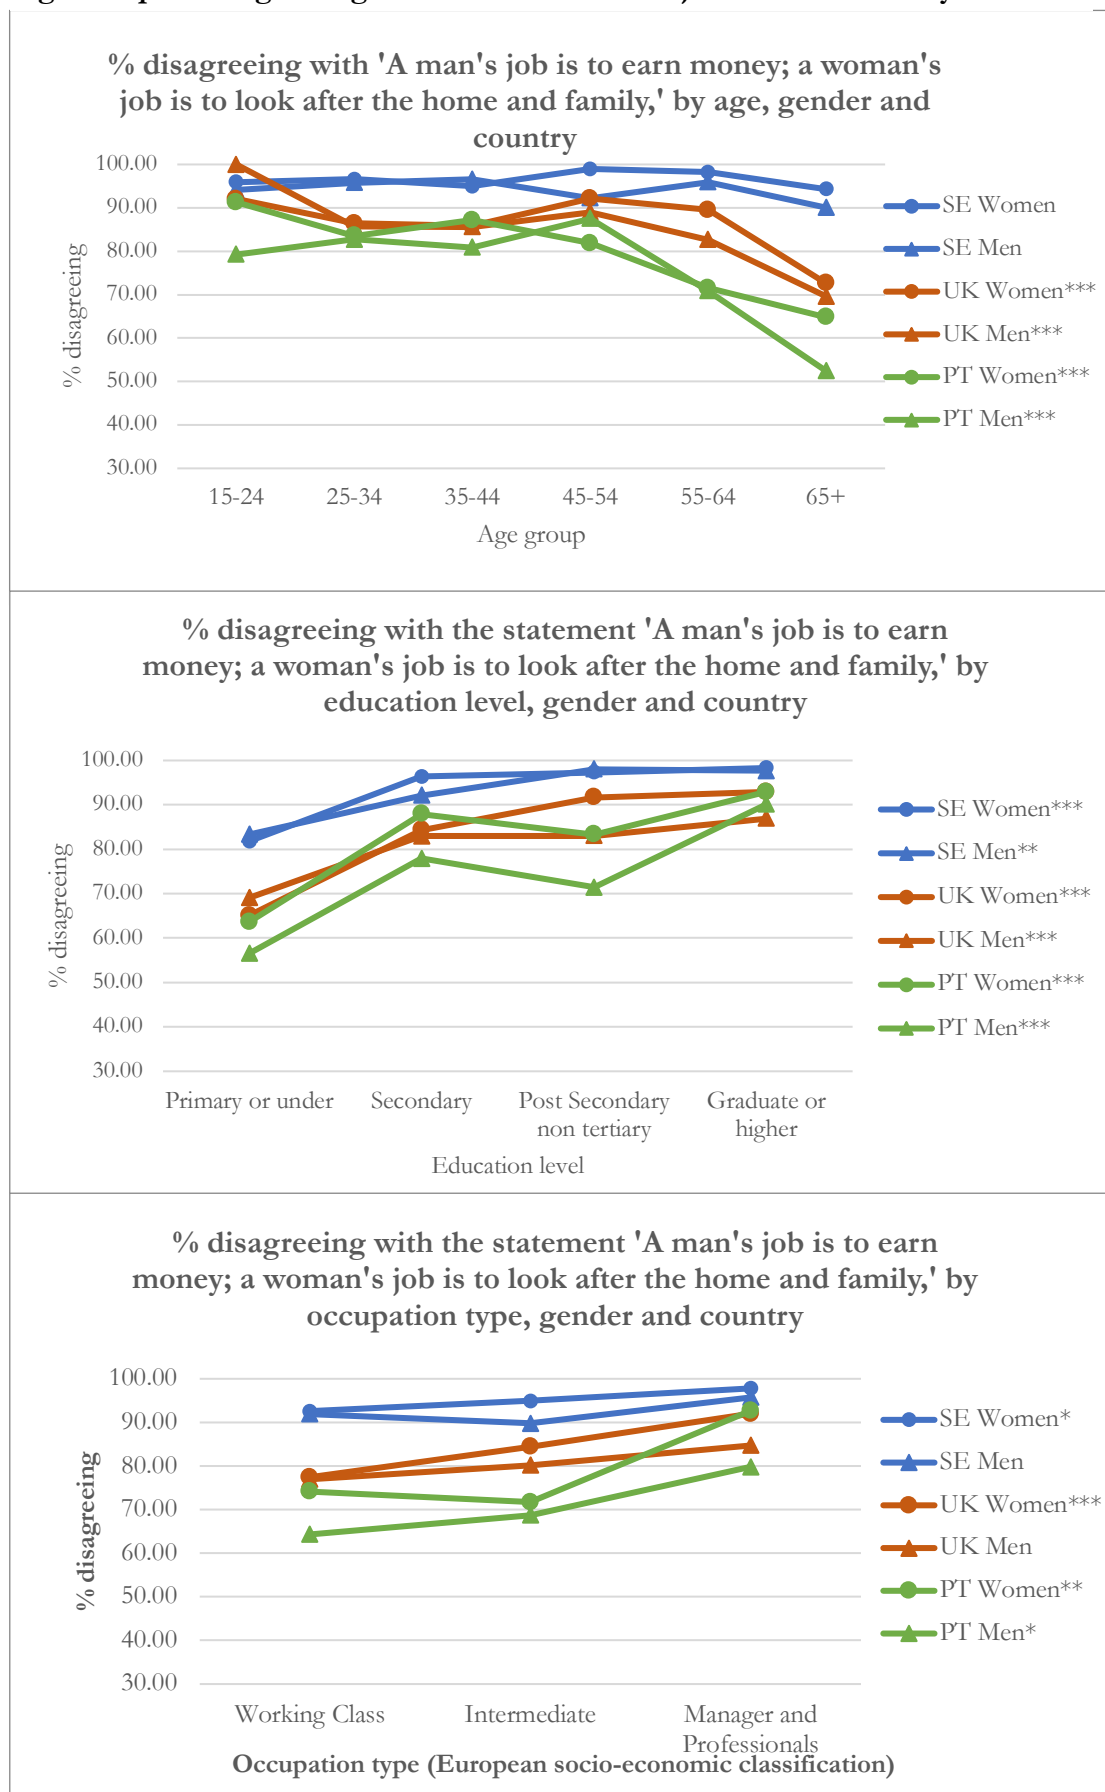 % disagreeing with 'A man's job is to earn money; a woman's
job is to look after the home and family,' by age, gender and
country
100.00
90.00
80.00
70.00
60.00
50.00
40.00
30.00
% disagreeing
15-24
25-34
35-44
45-54
55-64
65+
Age group
SE Women
SE Men
UK Women***
UK Men***
PT Women***
PT Men***
% disagreeing with the statement 'A man's job is to earn
money; a woman's job is to look after the home and family,' by
education level, gender and country
100.00
90.00
80.00
70.00
60.00
50.00
40.00
30.00
% disagreeing
Primary or under
Secondary
Post Secondary
non tertiary
Graduate or
higher
Education level
SE Women***
SE Men**
UK Women***
UK Men***
PT Women***
PT Men***
% disagreeing with the statement 'A man's job is to earn
money; a woman's job is to look after the home and family,' by
occupation type, gender and country
100.00
90.00
80.00
70.00
60.00
50.00
40.00
30.00
% disagreeing
Working Class
Intermediate
Manager and
Professionals
Occupation type (European socio-economic classification)
SE Women*
SE Men
UK Women***
UK Men
PT Women**
PT Men*